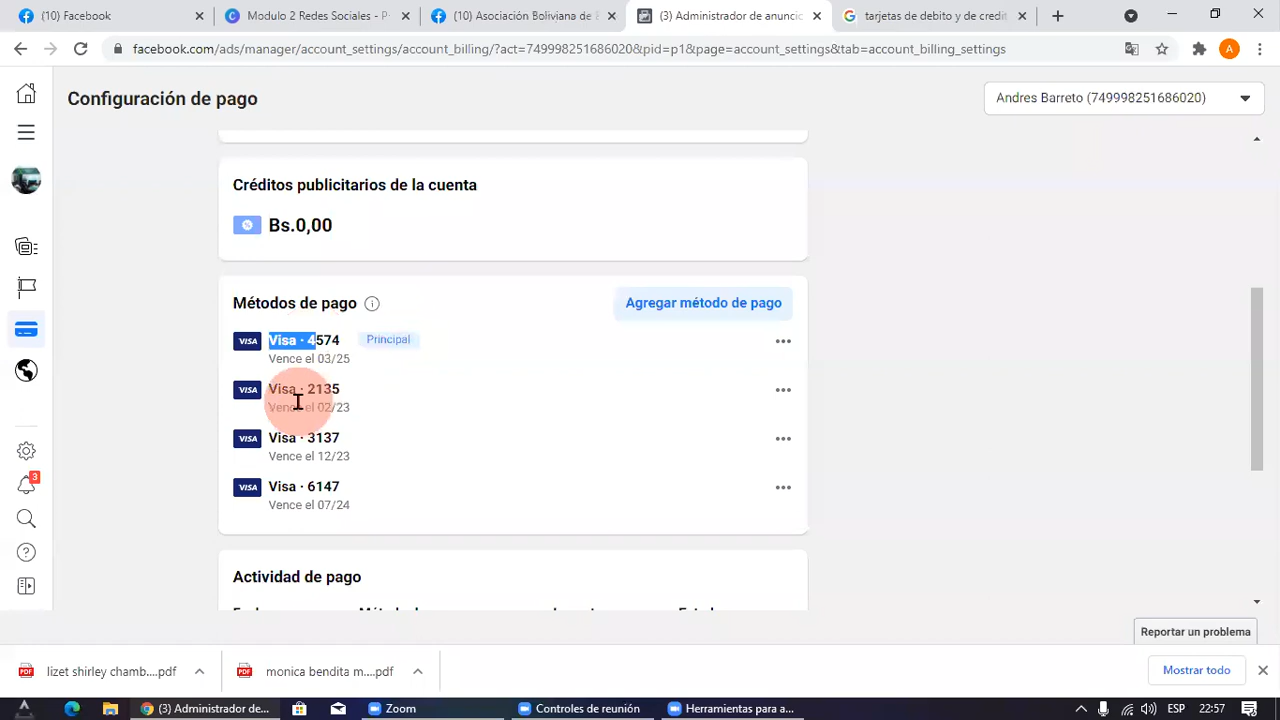 (10) Facebook
Modulo 2 Redes Sociales - P
(10) Asociación Boliviana de E
(3) Administrador de anuncio
tarjetas de debito y de credit
facebook.com/ads/manager/account_settings/account_billing/?act=749998251686020&pid=p1&page=account_settings&tab=account_billing_settings
A
Configuración de pago
Andres Barreto (749998251686020)
Créditos publicitarios de la cuenta
Bs.0,00
Métodos de pago
Agregar método de pago
VISA Visa · 4574 Principal
Vence el 03/25
VISA Visa · 2135
Vence el 02/23
VISA Visa · 3137
Vence el 12/23
VISA Visa · 6147
Vence el 07/24
3
Actividad de pago
Reportar un problema
lizet shirley chamb....pdf
monica bendita m....pdf
Mostrar todo
(3) Administrador de...
Zoom
Controles de reunión
Herramientas para a...
ESP
22:57